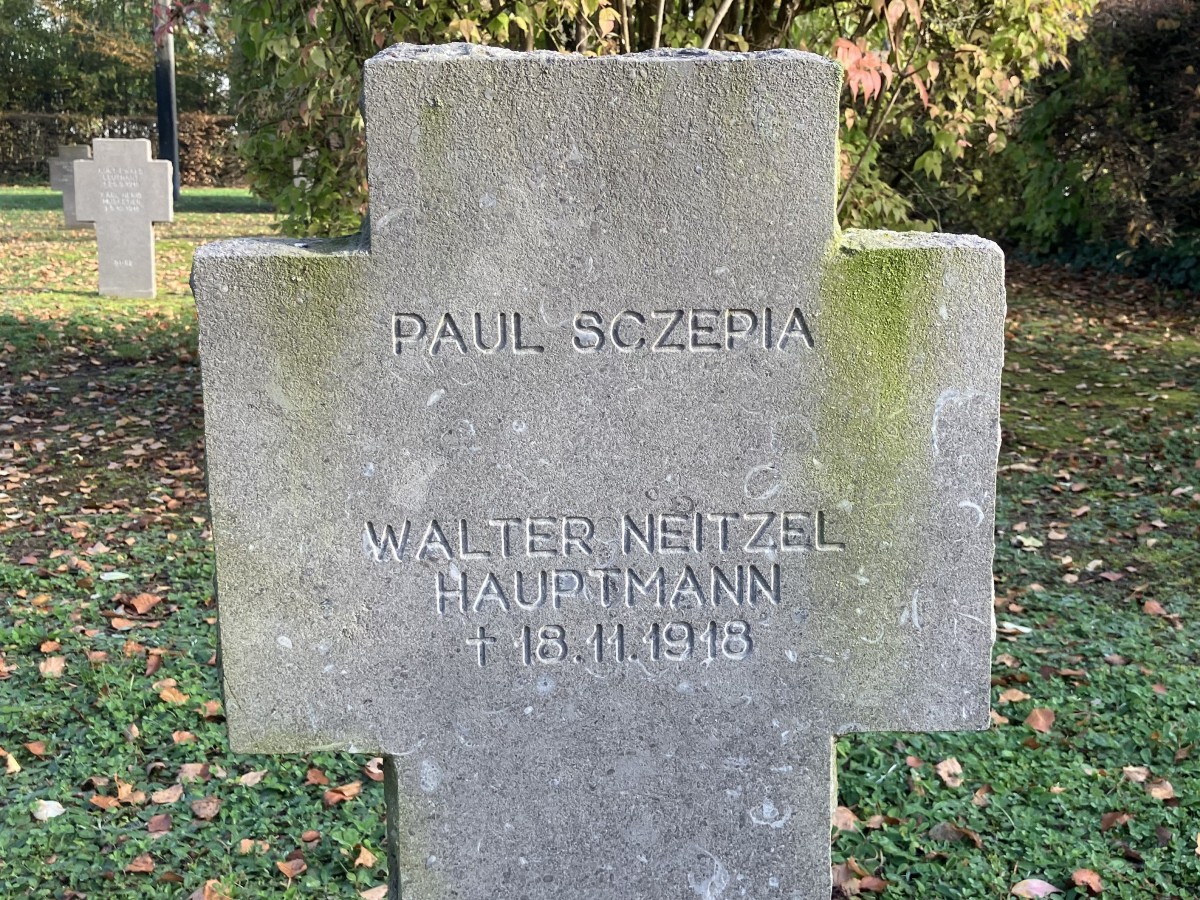 PAUL SCZEPIA
WALTER NEITZEL
HAUPTMANN
† 18.11.1918